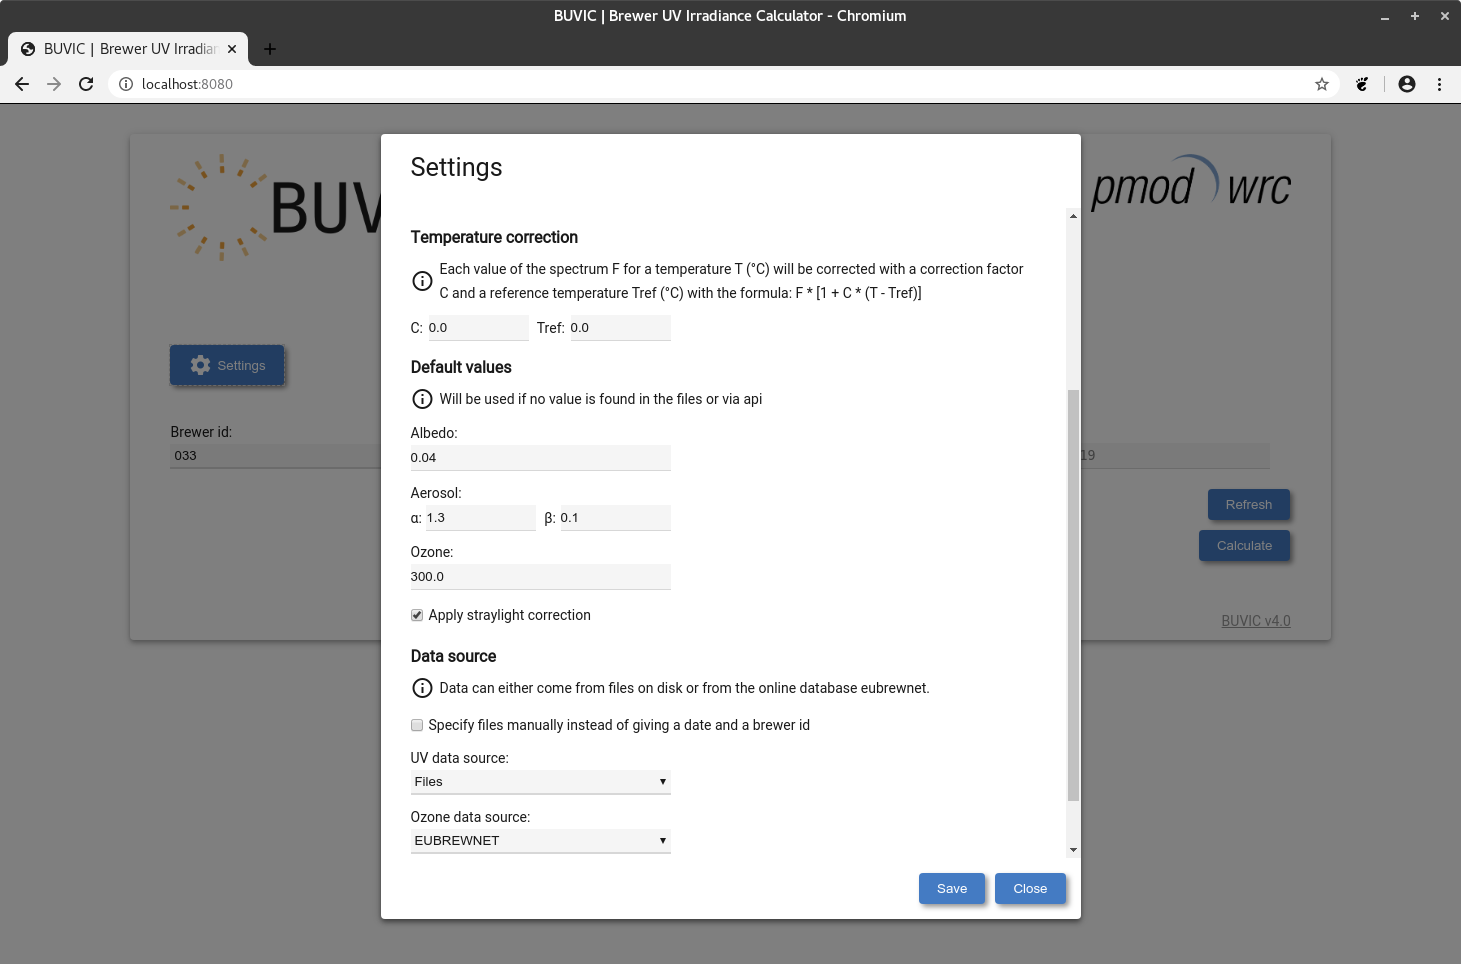 BUVIC | Brewer UV Irradiance Calculator - Chromium
BUVIC | Brewer UV Irradian
localhost:8080
BUV
pmod wrc
Settings
Temperature correction
Each value of the spectrum F for a temperature T (°C) will be corrected with a correction factor
C and a reference temperature Tref (°C) with the formula: F * [1 + C * (T - Tref)]
C: 0.0 Tref: 0.0
Default values
Will be used if no value is found in the files or via api
Albedo:
0.04
Aerosol:
α: 1.3 β: 0.1
Ozone:
300.0
Apply straylight correction
Data source
Data can either come from files on disk or from the online database eubrewnet.
Specify files manually instead of giving a date and a brewer id
UV data source:
Files
Ozone data source:
EUBREWNET
Save Close
Settings
Brewer id:
033
19
Refresh
Calculate
BUVIC v4.0